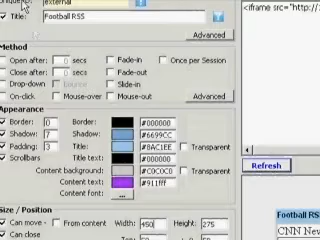 external
<iframe src="http:/
Title: Football RSS
Advanced
Method
Open after: 0 secs Fade-in Once per Session
Close after: 0 secs Fade-out
Drop-down Bounce Slide-in
On-click Mouse-over Mouse-out Advanced
Appearance
Border: 0 Border: #000000
Shadow: 7 Shadow: #6699CC
Padding: 3 Title: #8AC1EE Transparent
Scrollbars Title text: #000000
Content background: #C0C0C0 Transparent
Content text: #911fff
Content font: ...
Refresh
Size / Position
Can move - From content Width: 450 Height: 275
Can close
Football RS
CNN New